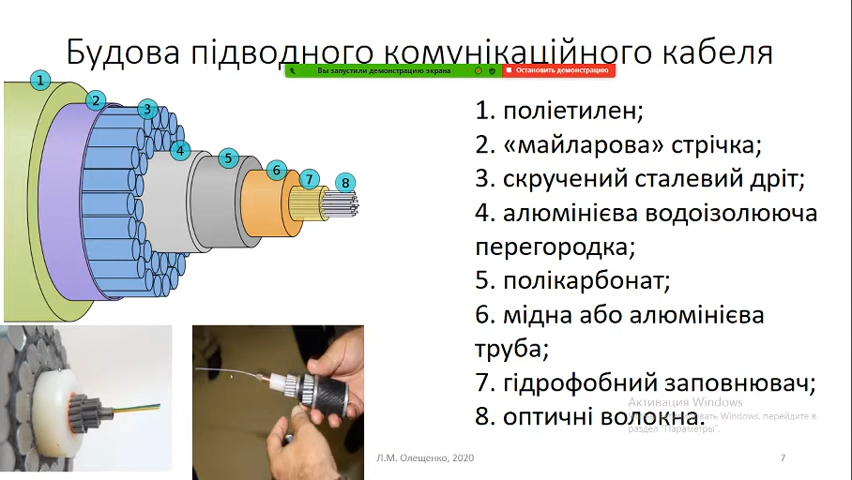 Будова підводного комунікаційного кабеля
Вы запустили демонстрацию экрана
Остановить демонстрацию
1
2
3
4
5
6
7
8
1. поліетилен;
2. «майларова» стрічка;
3. скручений сталевий дріт;
4. алюмінієва водоізолююча
перегородка;
5. полікарбонат;
6. мідна або алюмінієва
труба;
7. гідрофобний заповнювач;
8. оптичні волокна.
Активация Windows
Windows, перейдите в
раздел "Параметры".
Л.М. Олещенко, 2020
7